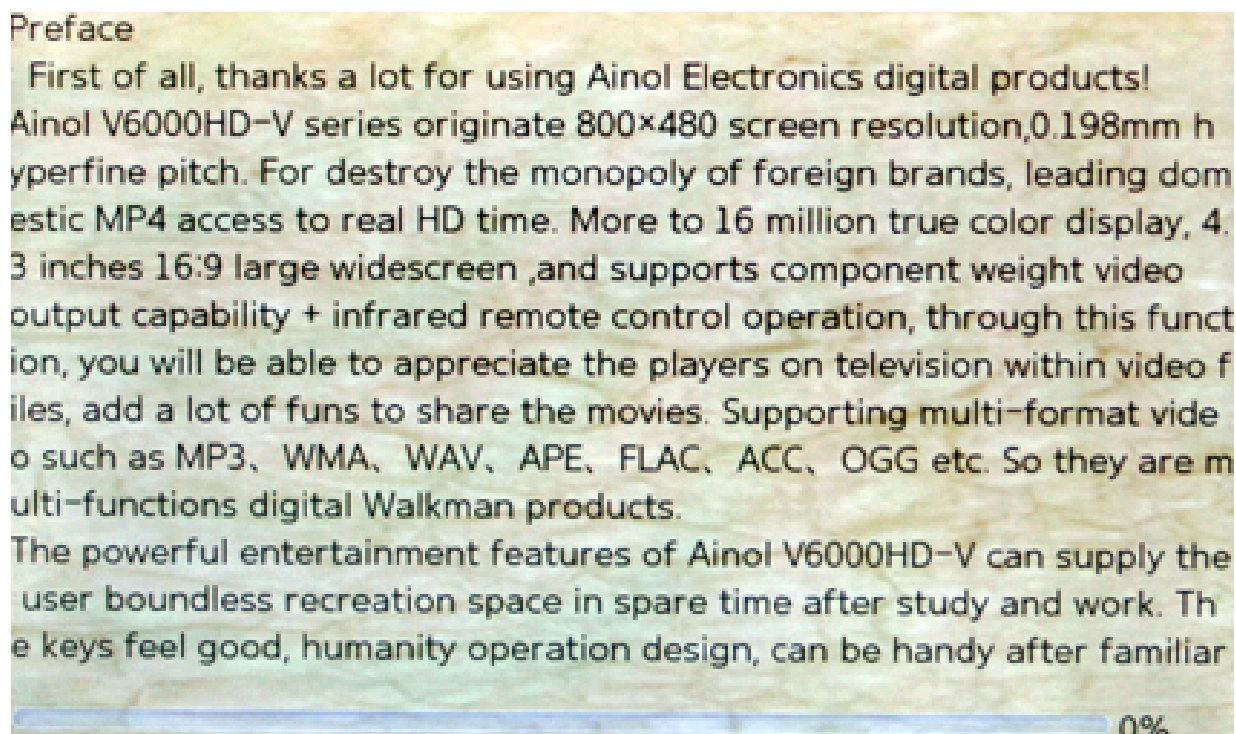 Preface
First of all, thanks a lot for using Ainol Electronics digital products!
Ainol V6000HD-V series originate 800×480 screen resolution,0.198mm h
yperfine pitch. For destroy the monopoly of foreign brands, leading dom
estic MP4 access to real HD time. More to 16 million true color display, 4.
3 inches 16:9 large widescreen ,and supports component weight video
output capability + infrared remote control operation, through this funct
ion, you will be able to appreciate the players on television within video f
iles, add a lot of funs to share the movies. Supporting multi-format vide
o such as MP3、WMA、WAV、APE、FLAC、ACC、OGG etc. So they are m
ulti-functions digital Walkman products.
The powerful entertainment features of Ainol V6000HD-V can supply the
user boundless recreation space in spare time after study and work. Th
e keys feel good, humanity operation design, can be handy after familiar
0%